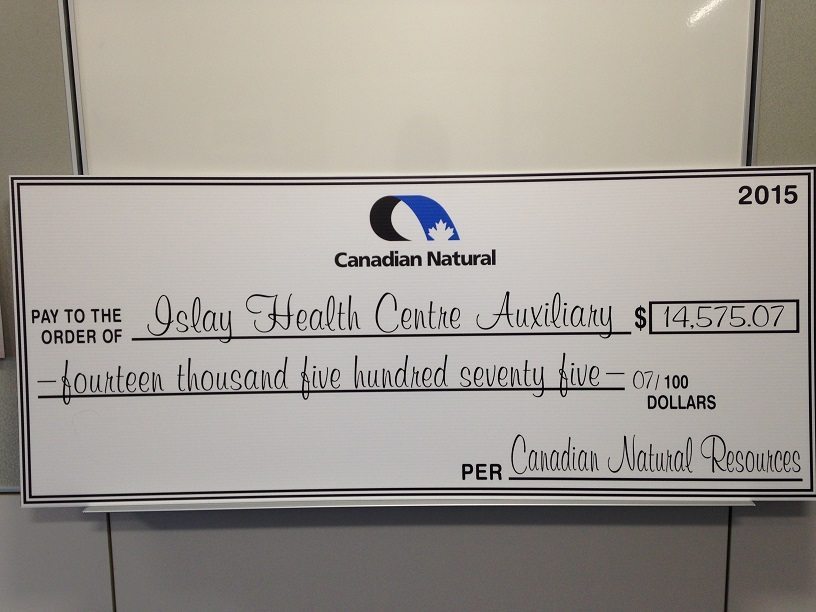 2015
Canadian Natural
PAY TO THE ORDER OF Islay Health Centre Auxiliary $ 14,575.07
-fourteen thousand five hundred seventy five- 07/100 DOLLARS
PER Canadian Natural Resources